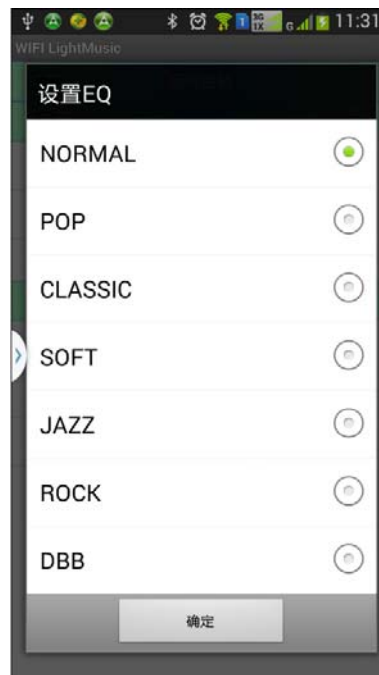 11:31
WIFI LightMusic
设置EQ
NORMAL
POP
CLASSIC
SOFT
JAZZ
ROCK
DBB
确定